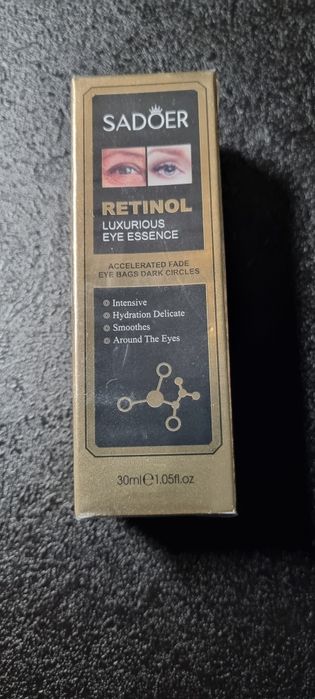 SADOER
RETINOL
LUXURIOUS
EYE ESSENCE
ACCELERATED FADE
EYE BAGS DARK CIRCLES
Intensive
Hydration Delicate
Smoothes
Around The Eyes
30ml℮1.05fl.oz